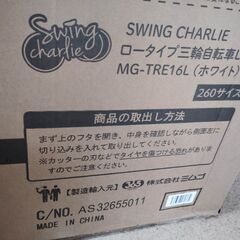 Swing charlie
SWING CHARLIE
ロータイプ三輪自転車L
MG-TRE16L（ホワイト）
260サイズ
商品の取出し方法
まず上のフタを開き、中身を確認しながら側面左に
切り込みを入れて出してください。
※カッターの刃などでタイヤを傷つける恐れがありま
すのでご注意ください。
【製造輸入元】 365 株式会社ミムゴ
C/NO. AS32655011
MADE IN CHINA